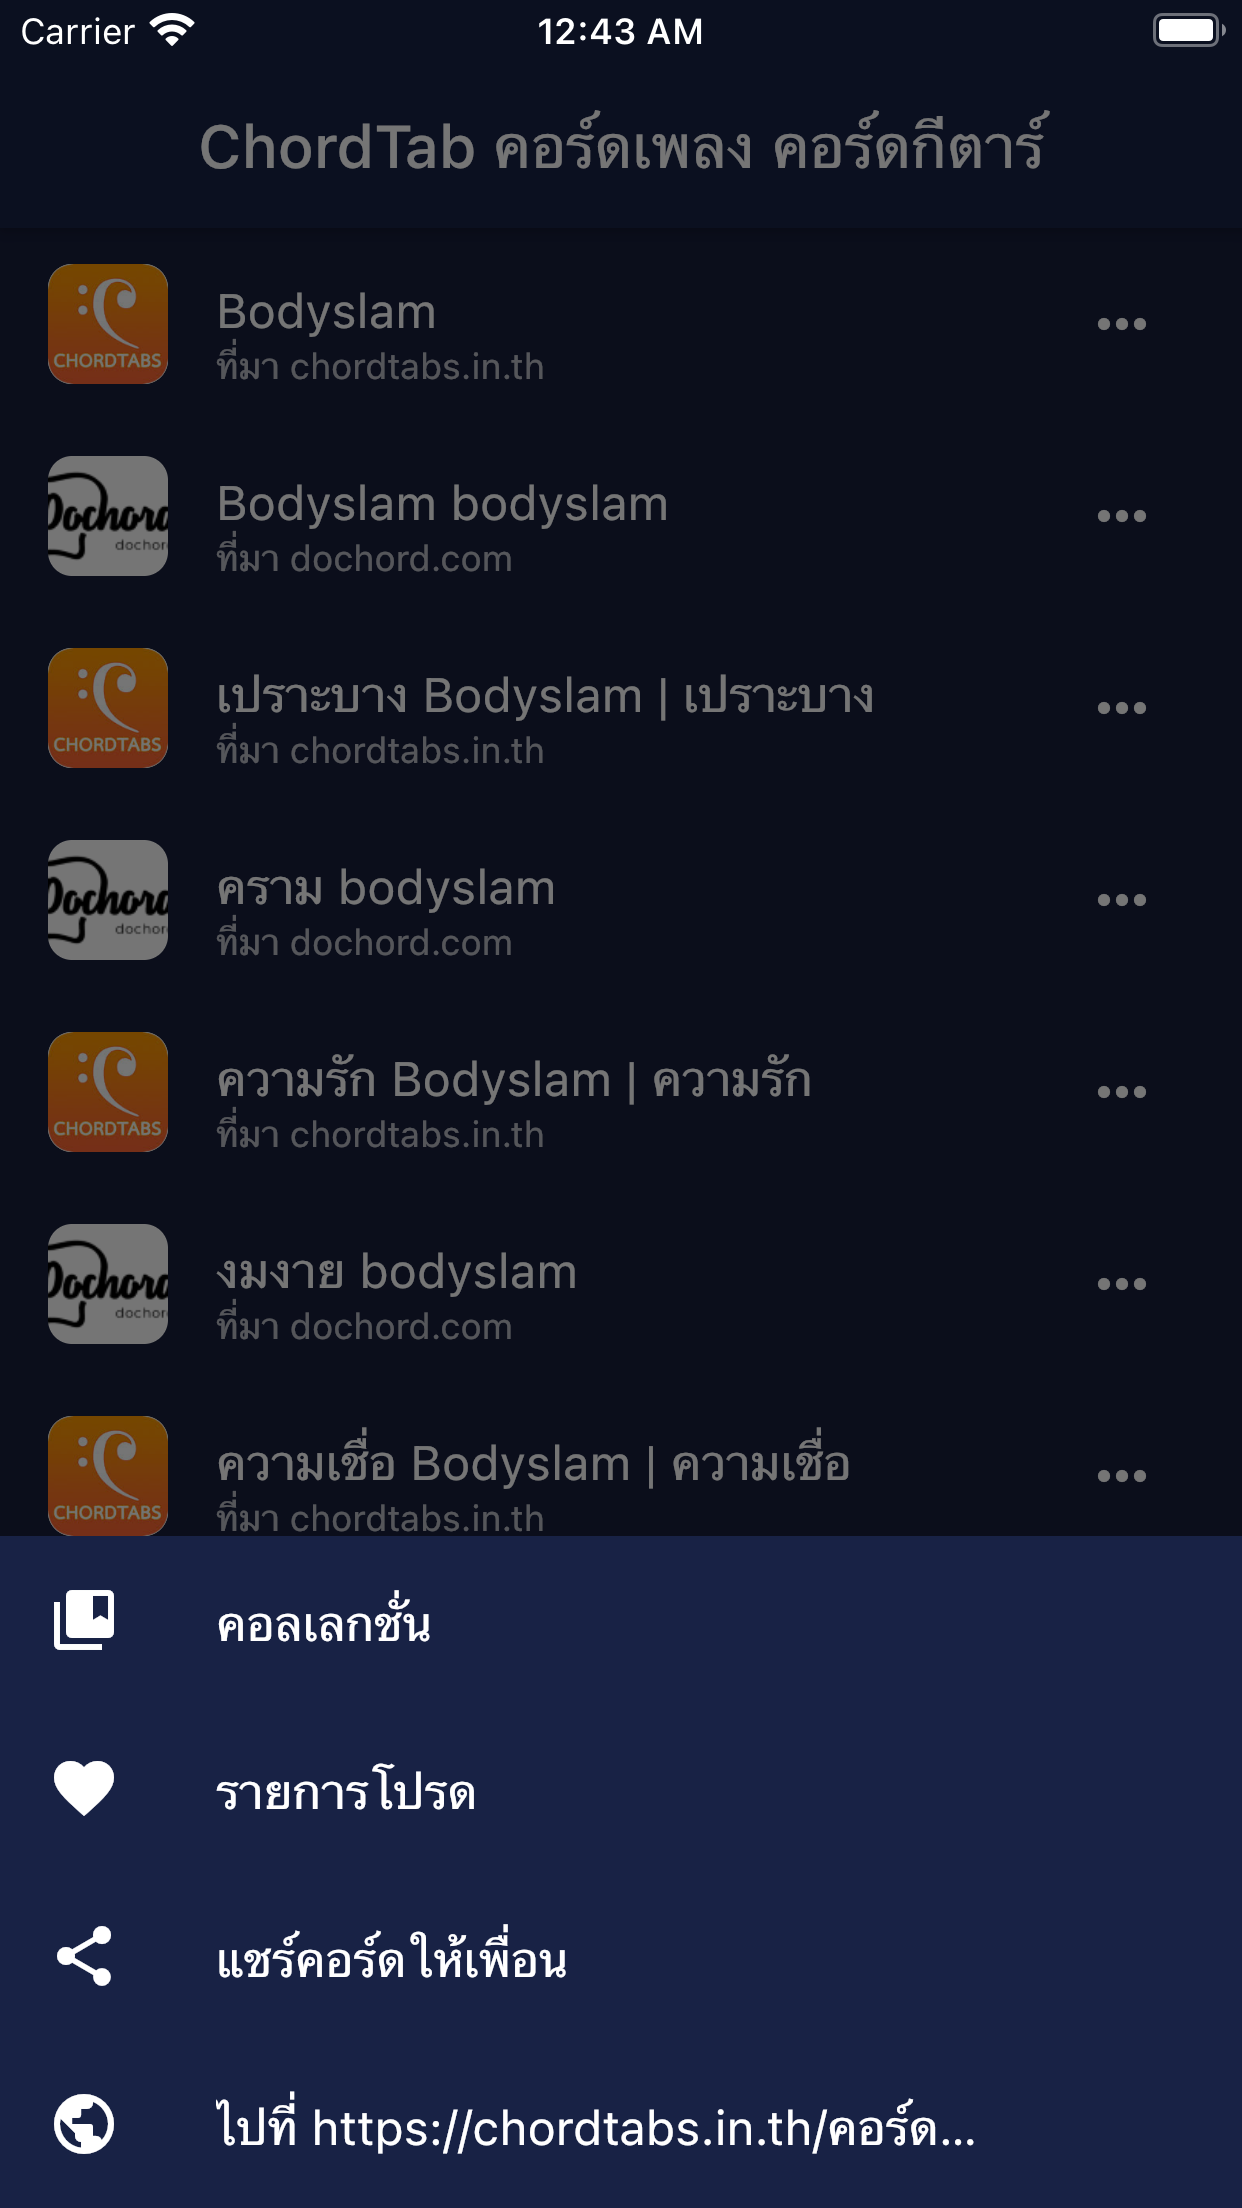 Carrier 12:43 AM
ChordTab คอร์ดเพลง คอร์ดกีตาร์
CHORDTABS
Bodyslam
ที่มา chordtabs.in.th
Dochord
dochor
Bodyslam bodyslam
ที่มา dochord.com
CHORDTABS
เปราะบาง Bodyslam | เปราะบาง
ที่มา chordtabs.in.th
Dochord
dochor
คราม bodyslam
ที่มา dochord.com
CHORDTABS
ความรัก Bodyslam | ความรัก
ที่มา chordtabs.in.th
Dochord
dochor
งมงาย bodyslam
ที่มา dochord.com
CHORDTABS
ความเชื่อ Bodyslam | ความเชื่อ
ที่มา chordtabs.in.th
คอลเลกชั่น
รายการโปรด
แชร์คอร์ดให้เพื่อน
ไปที่ https://chordtabs.in.th/คอร์ด...